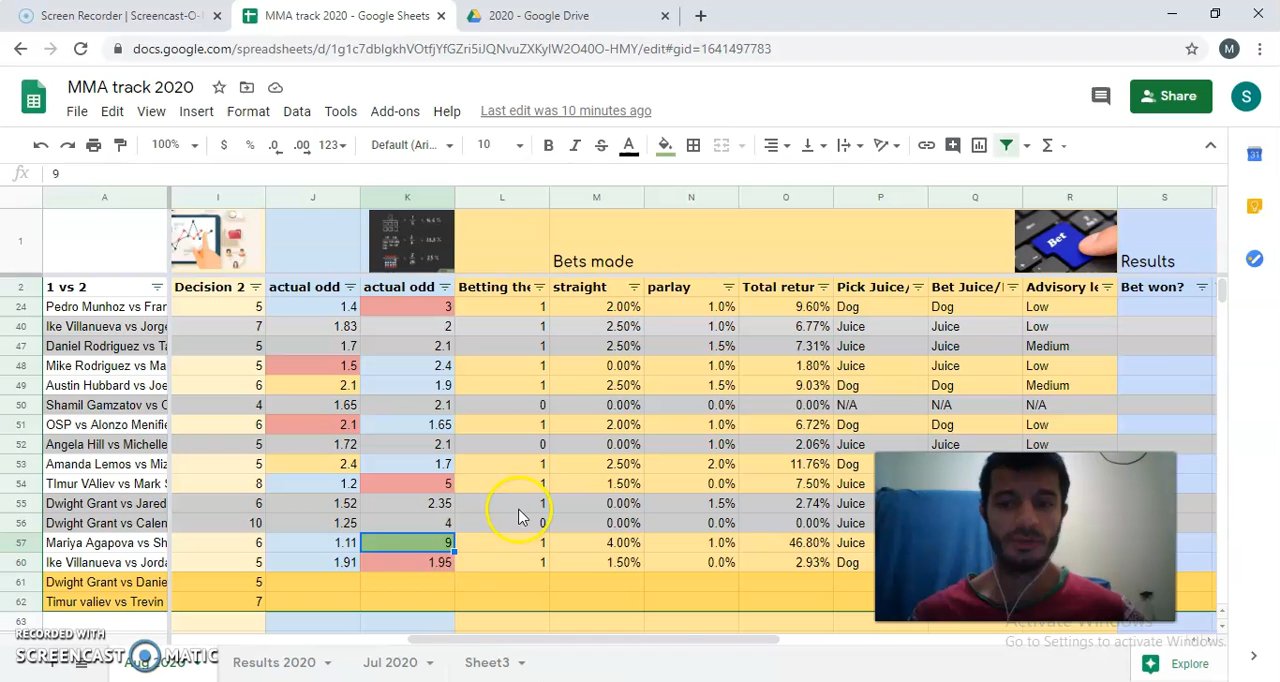 Screen Recorder | Screencast-O- × MMA track 2020 - Google Sheets × 2020 - Google Drive × +
docs.google.com/spreadsheets/d/1g1c7dblgkhVOtfjYfGZri5iJQNvuZXKyIW2O40O-HMY/edit#gid=1641497783 M
MMA track 2020
File Edit View Insert Format Data Tools Add-ons Help Last edit was 10 minutes ago Share S
100% $ % .0 .00 123 Default (Ari... 10 B I S A
fx 9
A I J K L M N O P Q R S
1 Bets made Bet Results
2 1 vs 2 Decision 2 actual odd actual odd Betting the straight parlay Total retur Pick Juice/ Bet Juice/ Advisory le Bet won?
24 Pedro Munhoz vs Fran 5 1.4 3 1 2.00% 1.0% 9.60% Dog Dog Low
40 Ike Villanueva vs Jorge 7 1.83 2 1 2.50% 1.0% 6.77% Juice Juice Low
47 Daniel Rodriguez vs Ta 5 1.7 2.1 1 2.50% 1.5% 7.31% Juice Juice Medium
48 Mike Rodriguez vs Ma 5 1.5 2.4 1 0.00% 1.0% 1.80% Juice Juice Low
49 Austin Hubbard vs Joe 6 2.1 1.9 1 2.50% 1.5% 9.03% Dog Dog Medium
50 Shamil Gamzatov vs O 4 1.65 2.1 0 0.00% 0.0% 0.00% N/A N/A N/A
51 OSP vs Alonzo Menifie 6 2.1 1.65 1 2.00% 1.0% 6.72% Dog Dog Low
52 Angela Hill vs Michelle 5 1.72 2.1 0 0.00% 1.0% 2.06% Juice Juice Low
53 Amanda Lemos vs Miz 5 2.4 1.7 1 2.50% 2.0% 11.76% Dog
54 TImur VAliev vs Mark S 8 1.2 5 1 1.50% 0.0% 7.50% Juice
55 Dwight Grant vs Jared 6 1.52 2.35 1 0.00% 1.5% 2.74% Juice
56 Dwight Grant vs Calen 10 1.25 4 0 0.00% 0.0% 0.00% Juice
57 Mariya Agapova vs Sh 6 1.11 9 1 4.00% 1.0% 46.80% Juice
60 Ike Villanueva vs Jorda 5 1.91 1.95 1 1.50% 0.0% 2.93% Dog
61 Dwight Grant vs Danie 5
62 Timur valiev vs Trevin 7
63
Activate Windows
Go to Settings to activate Windows.
RECORDED WITH
SCREENCAST MATIC
Aug 2020 Results 2020 Jul 2020 Sheet3 Explore